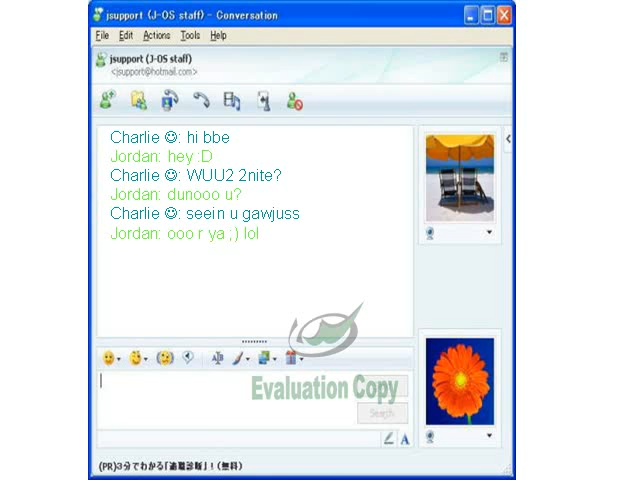 jsupport (J-OS staff) - Conversation
File Edit Actions Tools Help
jsupport (J-OS staff)
<jsupport@hotmail.com>
Charlie ☺: hi bbe
Jordan: hey :D
Charlie ☺: WUU2 2nite?
Jordan: dunooo u?
Charlie ☺: seein u gawjuss
Jordan: ooo r ya ;) lol
Evaluation Copy
Search
A
(PR)3分でわかる「適職診断」!(無料)